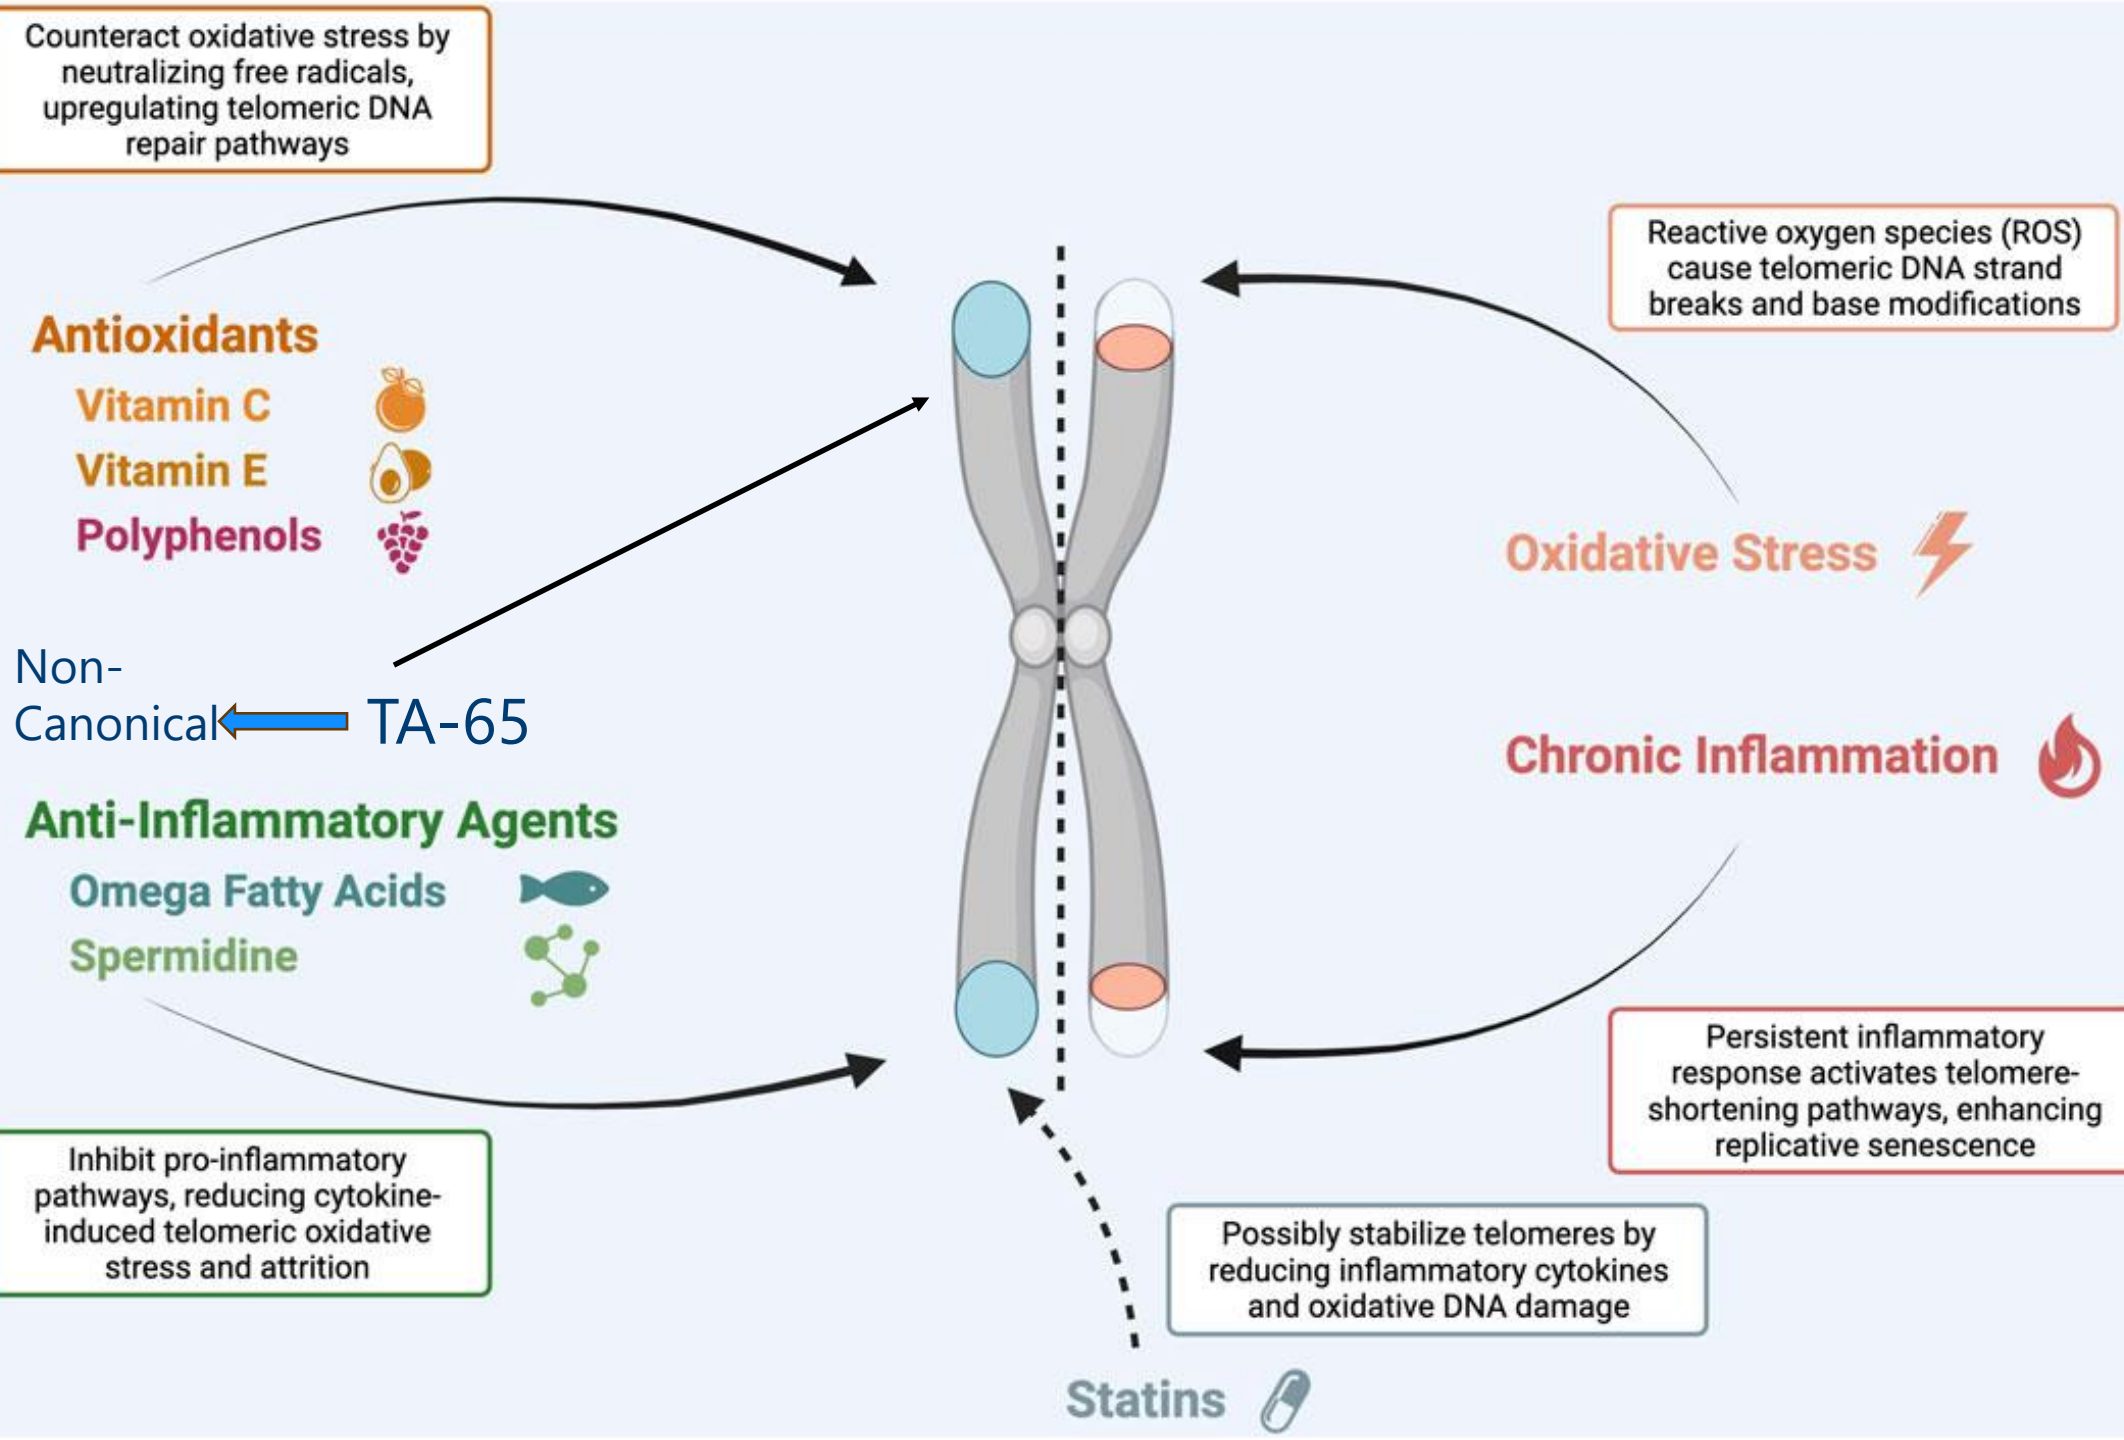 Counteract oxidative stress by
neutralizing free radicals,
upregulating telomeric DNA
repair pathways
Antioxidants
Vitamin C
Vitamin E
Polyphenols
Non-
Canonical
TA-65
Anti-Inflammatory Agents
Omega Fatty Acids
Spermidine
Inhibit pro-inflammatory
pathways, reducing cytokine-
induced telomeric oxidative
stress and attrition
Reactive oxygen species (ROS)
cause telomeric DNA strand
breaks and base modifications
Oxidative Stress
Chronic Inflammation
Persistent inflammatory
response activates telomere-
shortening pathways, enhancing
replicative senescence
Possibly stabilize telomeres by
reducing inflammatory cytokines
and oxidative DNA damage
Statins